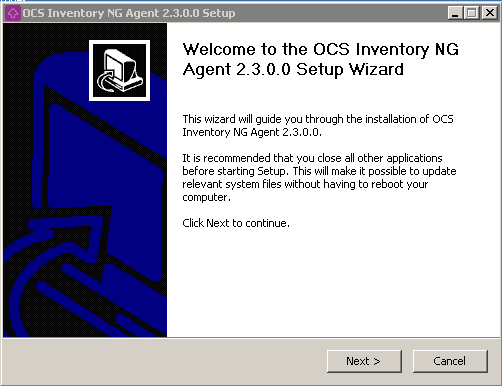 OCS Inventory NG Agent 2.3.0.0 Setup
Welcome to the OCS Inventory NG
Agent 2.3.0.0 Setup Wizard
This wizard will guide you through the installation of OCS
Inventory NG Agent 2.3.0.0.
It is recommended that you close all other applications
before starting Setup. This will make it possible to update
relevant system files without having to reboot your
computer.
Click Next to continue.
Next >
Cancel